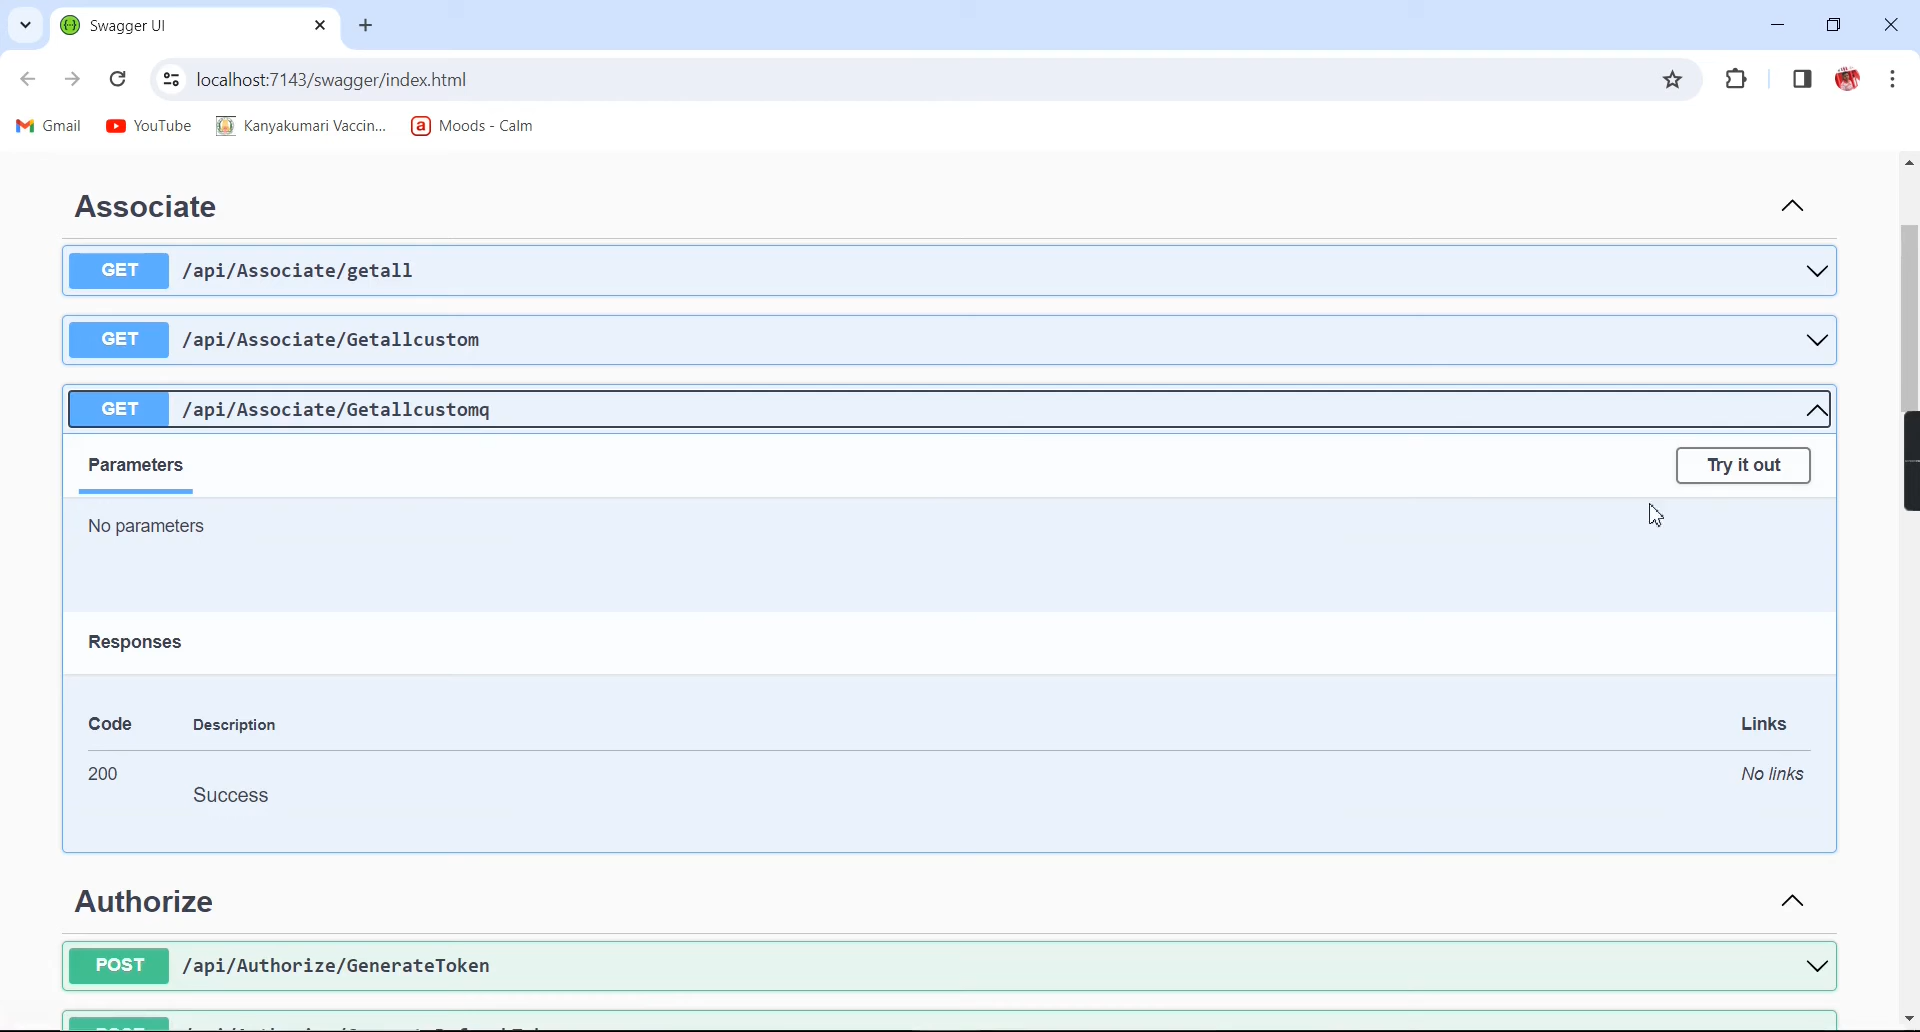 Swagger UI
localhost:7143/swagger/index.html
Gmail
YouTube
Kanyakumari Vaccin...
a
Moods - Calm
Associate
GET /api/Associate/getall
GET /api/Associate/Getallcustom
GET /api/Associate/Getallcustomq
Parameters
Try it out
No parameters
Responses
Code Description Links
200 No links
Success
Authorize
POST /api/Authorize/GenerateToken